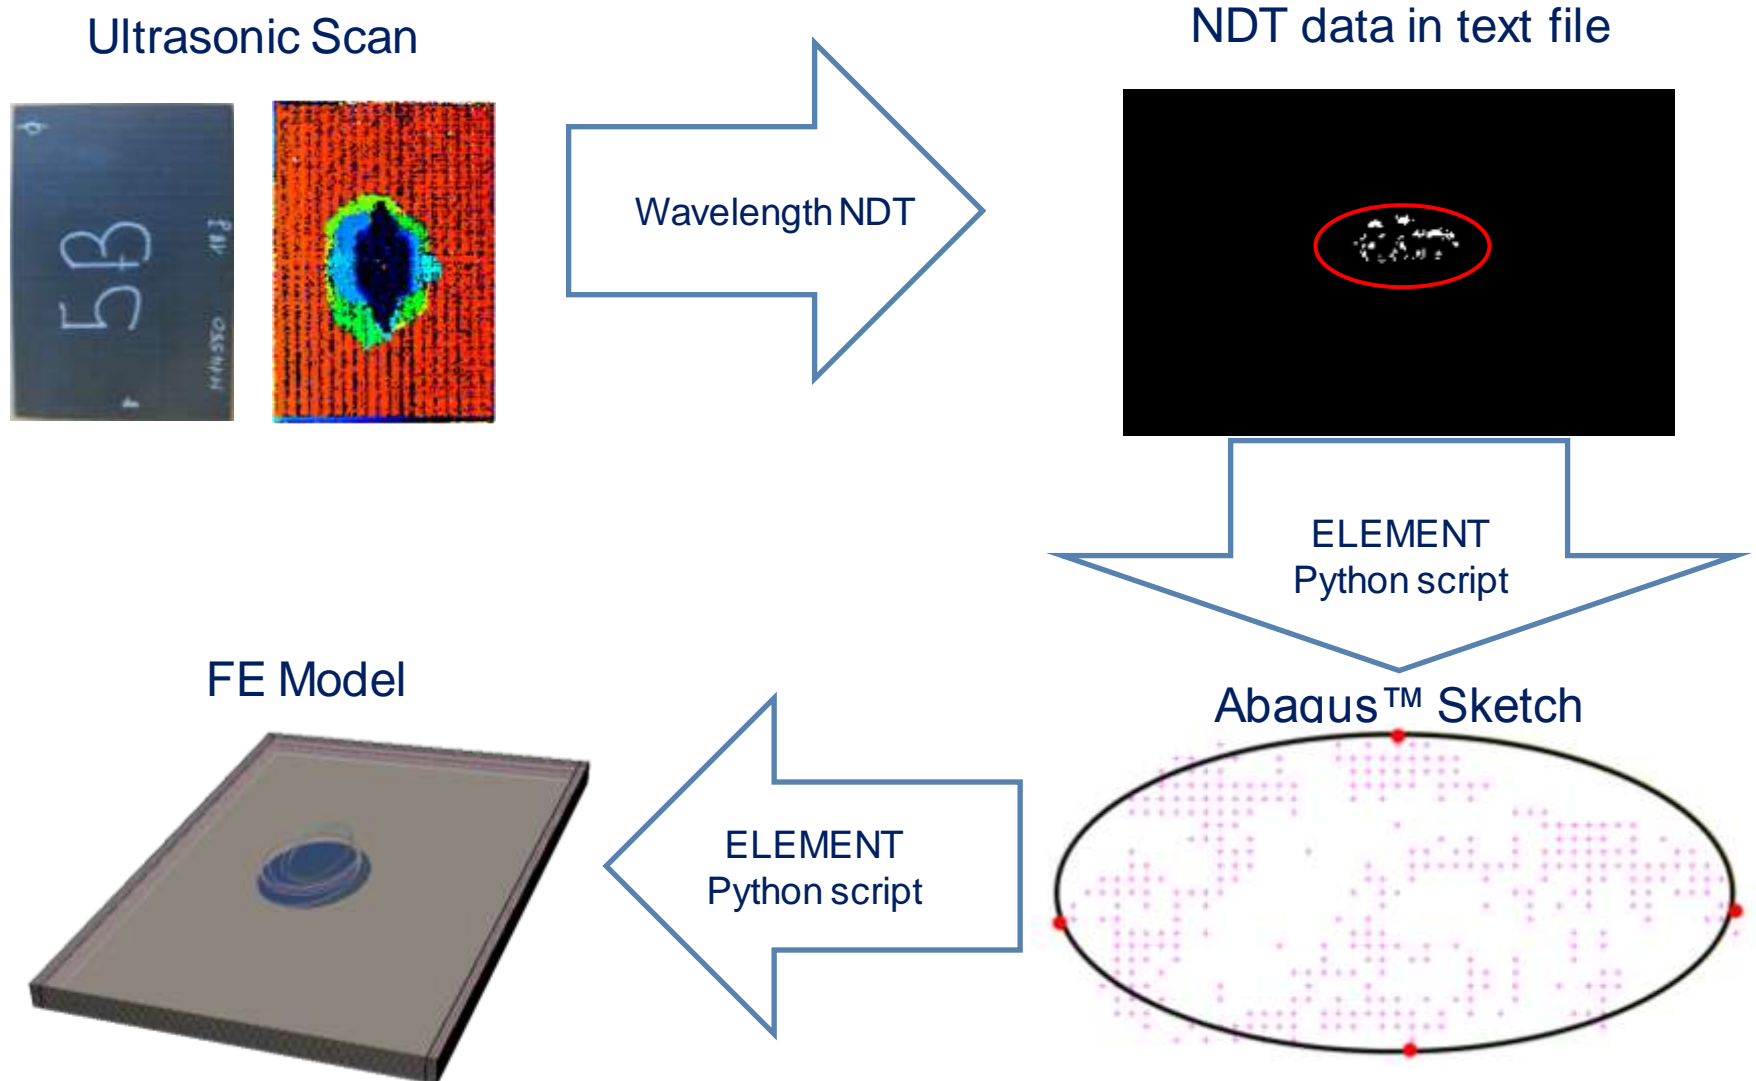 Ultrasonic Scan
NDT data in text file
5B
Wavelength NDT
ELEMENT
Python script
FE Model
Abaqus™ Sketch
ELEMENT
Python script